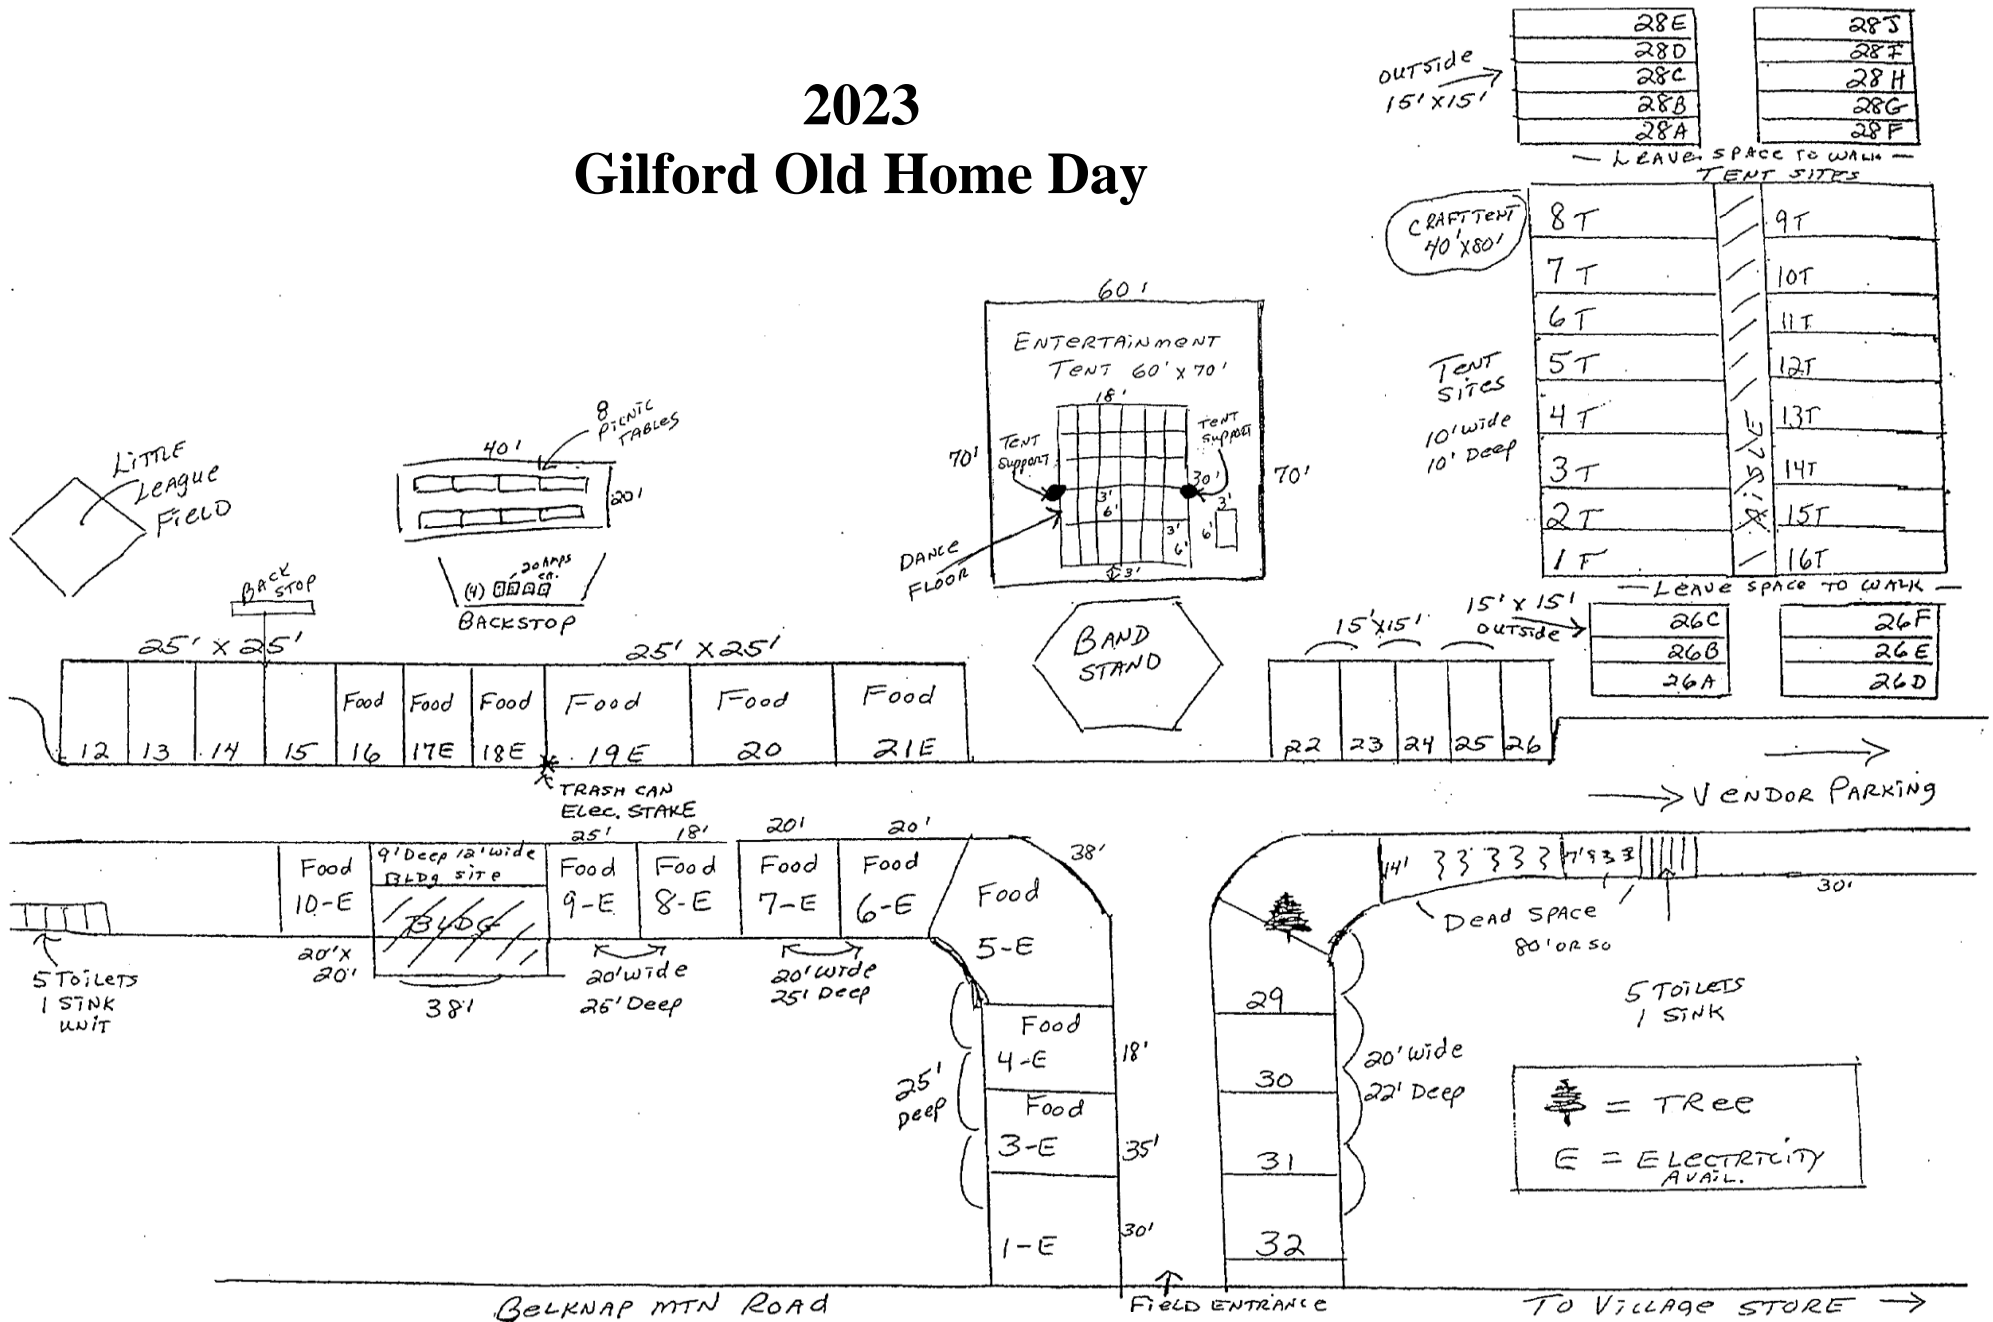 2023
Gilford Old Home Day
OUTSIDE
15' X 15'
28E
28D
28C
28B
28A
28J
28I
28H
28G
28F
— LEAVE SPACE TO WALK —
TENT SITES
CRAFT TENT
40' X 80'
8T
7T
6T
5T
4T
3T
2T
1F
AISLE
9T
10T
11T
12T
13T
14T
15T
16T
TENT
SITES
10' wide
10' Deep
— LEAVE SPACE TO WALK —
15' X 15'
OUTSIDE
26C
26B
26A
26F
26E
26D
60'
ENTERTAINMENT
TENT 60' X 70'
18'
TENT
SUPPORT
TENT
SUPPORT
70'
70'
30'
3'
6'
3'
6'
3'
6'
3'
DANCE
FLOOR
BAND
STAND
LITTLE
LEAGUE
FIELD
8
PICNIC
TABLES
40'
20'
20 AMPS
ea.
(4)
BACKSTOP
BACK
STOP
25' X 25'
25' X 25'
12
13
14
15
Food
16
Food
17E
Food
18E
Food
19E
Food
20
Food
21E
15' X 15'
22
23
24
25
26
TRASH CAN
ELEC. STAKE
VENDOR PARKING
Food
10-E
20' X
20'
9' Deep 12' wide
BLDG SITE
BLDG
38'
25'
Food
9-E
18'
Food
8-E
20' wide
25' Deep
20'
Food
7-E
20'
Food
6-E
20' wide
25' Deep
38'
Food
5-E
Food
4-E
18'
Food
3-E
35'
25'
Deep
1-E
30'
5 TOILETS
1 SINK
UNIT
14'
7'
30'
DEAD SPACE
80' OR SO
29
30
31
32
20' wide
22' Deep
5 TOILETS
1 SINK
= TREE
E = ELECTRICITY
AVAIL.
BELKNAP MTN ROAD
FIELD ENTRANCE
TO VILLAGE STORE